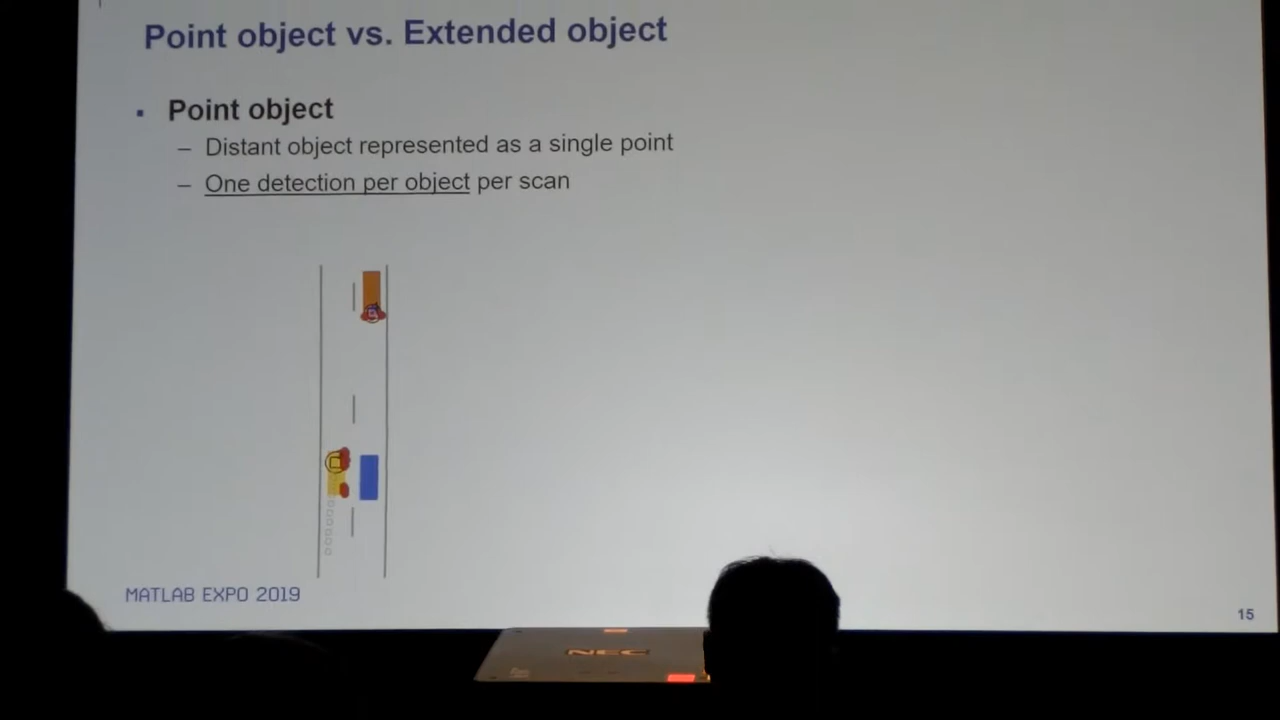 Point object vs. Extended object
▪ Point object
– Distant object represented as a single point
– One detection per object per scan
MATLAB EXPO 2019
15
NEC